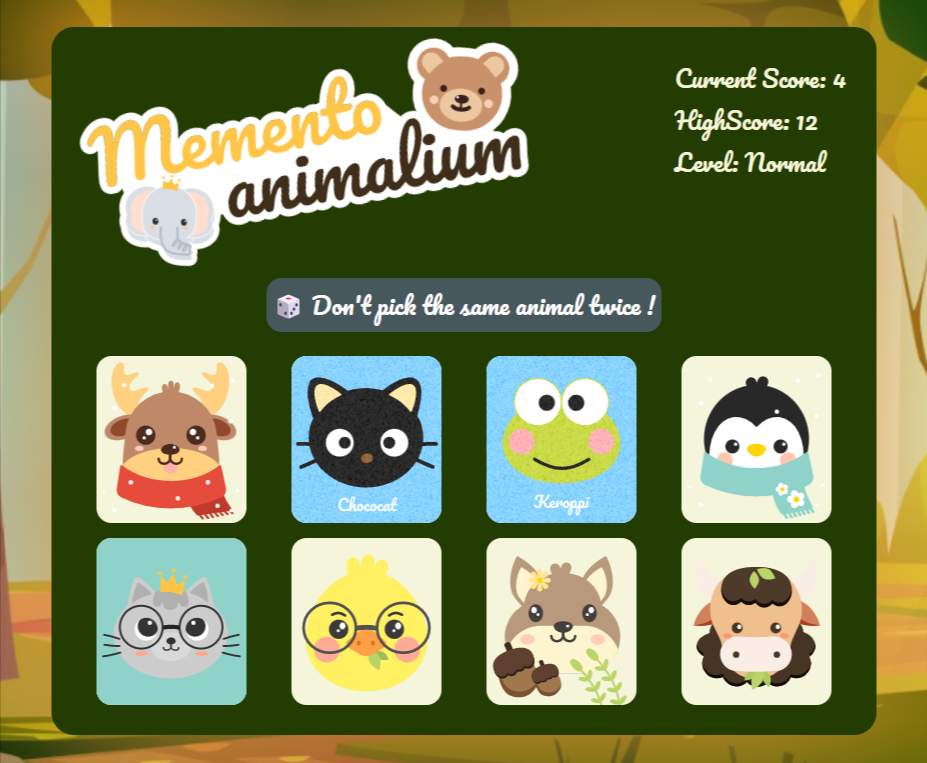 Memento
animalium
Current Score: 4
HighScore: 12
Level: Normal
Don't pick the same animal twice !
Chococat
Keroppi